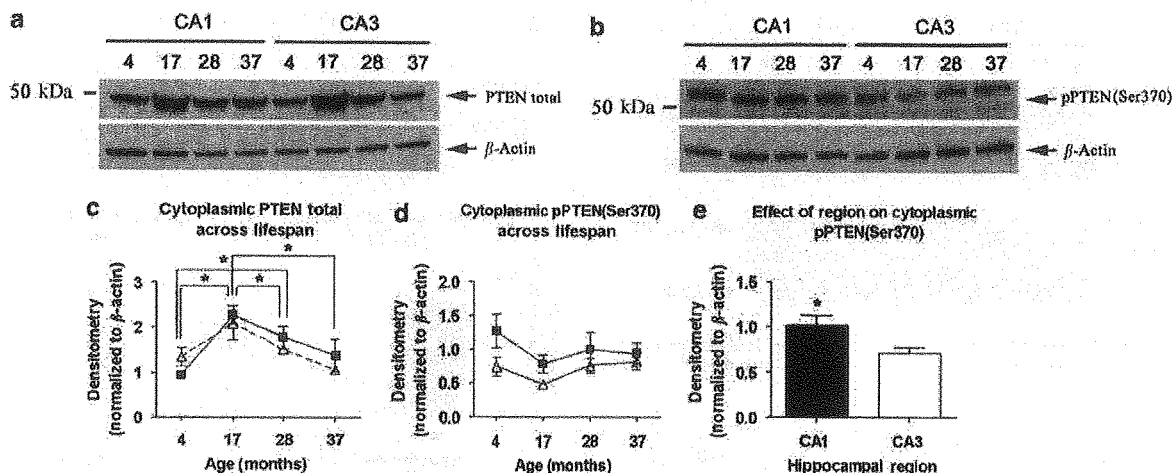 a
CA1 CA3
4 17 28 37 4 17 28 37
50 kDa
PTEN total
β-Actin
b
CA1 CA3
4 17 28 37 4 17 28 37
50 kDa
pPTEN(Ser370)
β-Actin
c
Cytoplasmic PTEN total
across lifespan
* * * *
Densitometry
(normalized to β-actin)
3
2
1
0
4 17 28 37
Age (months)
d
Cytoplasmic pPTEN(Ser370)
across lifespan
Densitometry
(normalized to β-actin)
2.0
1.5
1.0
0.5
0.0
4 17 28 37
Age (months)
e
Effect of region on cytoplasmic
pPTEN(Ser370)
Densitometry
(normalized to β-actin)
1.5
1.0
0.5
0.0
*
CA1 CA3
Hippocampal region